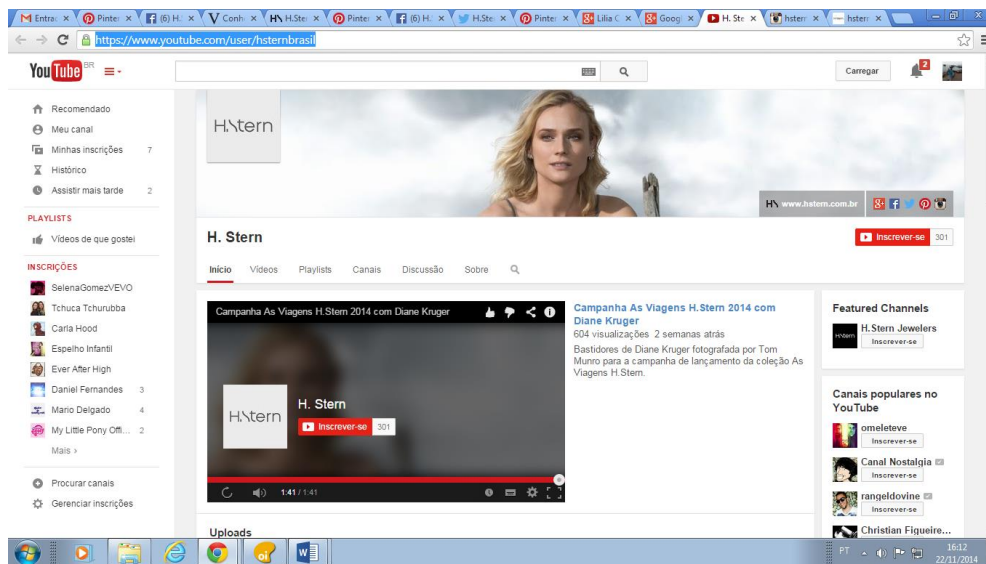 M Entrac x Pinter x (6) H. x V Conh x HN H.Ster x Pinter x (6) H. x H.Ste x Pinter x Lilia C x Goog x H. Ste x hstern x hstern x
https://www.youtube.com/user/hsternbrasil
YouTube BR
Carregar
2
Recomendado
Meu canal
Minhas inscrições 7
Histórico
Assistir mais tarde 2
PLAYLISTS
Vídeos de que gostei
INSCRIÇÕES
SelenaGomezVEVO
Tchuca Tchurubba
Carla Hood
Espelho Infantil
Ever After High
Daniel Fernandes 3
Mario Delgado 4
My Little Pony Offi... 2
Mais ›
Procurar canais
Gerenciar inscrições
H.Stern
www.hstern.com.br
H. Stern
Inscrever-se 301
Início Vídeos Playlists Canais Discussão Sobre
Campanha As Viagens H.Stern 2014 com Diane Kruger
H.Stern
H. Stern
Inscrever-se 301
1:41 / 1:41
Campanha As Viagens H.Stern 2014 com
Diane Kruger
604 visualizações 2 semanas atrás
Bastidores de Diane Kruger fotografada por Tom
Munro para a campanha de lançamento da coleção As
Viagens H.Stern.
Uploads
Featured Channels
H.Stern
H.Stern Jewelers
Inscrever-se
Canais populares no
YouTube
omeleteve
Inscrever-se
Canal Nostalgia
Inscrever-se
rangeldovine
Inscrever-se
Christian Figueire...
PT
16:12
22/11/2014